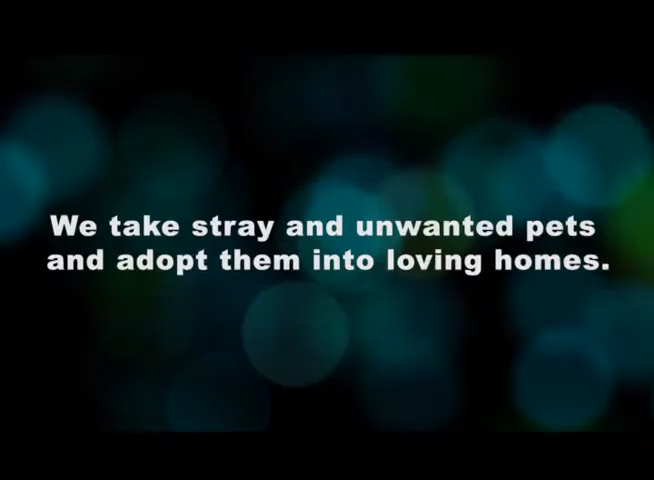 We take stray and unwanted pets
and adopt them into loving homes.